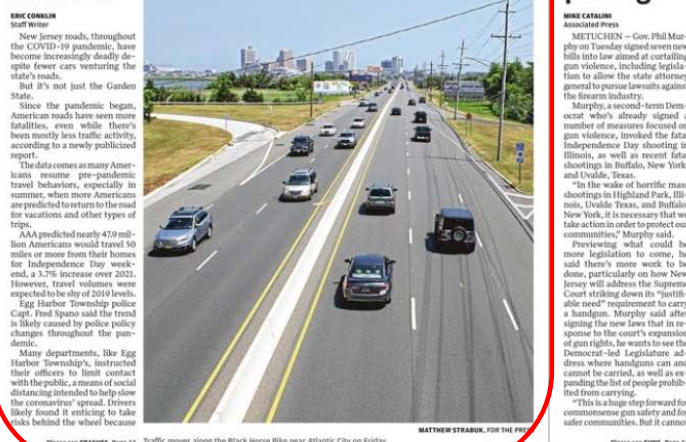 ERIC CONKLIN
Staff Writer
New Jersey roads, throughout
the COVID-19 pandemic, have
become increasingly deadly de-
spite fewer cars venturing the
state's roads.
But it's not just the Garden
State.
Since the pandemic began,
American roads have seen more
fatalities, even while there's
been mostly less traffic activity,
according to a newly publicized
report.
The data comes as many Amer-
icans resume pre-pandemic
travel behaviors, especially in
summer, when more Americans
are predicted to return to the road
for vacations and other types of
trips.
AAA predicted nearly 47.9 mil-
lion Americans would travel 50
miles or more from their homes
for Independence Day week-
end, a 3.7% increase over 2021.
However, travel volumes were
expected to be shy of 2019 levels.
Egg Harbor Township police
Capt. Fred Spano said the trend
is likely caused by police policy
changes throughout the pan-
demic.
Many departments, like Egg
Harbor Township's, instructed
their officers to limit contact
with the public, a means of social
distancing intended to help slow
the coronavirus' spread. Drivers
likely found it enticing to take
risks behind the wheel because
MATTHEW STRABUK, FOR THE PRESS
Traffic moves along the Black Horse Pike near Atlantic City on Friday.
MIKE CATALINI
Associated Press
METUCHEN — Gov. Phil Mur-
phy on Tuesday signed seven new
bills into law aimed at curtailing
gun violence, including legisla-
tion to allow the state attorney
general to pursue lawsuits against
the firearm industry.
Murphy, a second-term Dem-
ocrat who's already signed a
number of measures focused on
gun violence, invoked the fatal
Independence Day shooting in
Illinois, as well as recent fatal
shootings in Buffalo, New York,
and Uvalde, Texas.
"In the wake of horrific mass
shootings in Highland Park, Illi-
nois, Uvalde Texas, and Buffalo
New York, it is necessary that we
take action in order to protect our
communities," Murphy said.
Previewing what could be
more legislation to come, he
said there's more work to be
done, particularly on how New
Jersey will address the Supreme
Court striking down its "justifi-
able need" requirement to carry
a handgun. Murphy said after
signing the new laws that in re-
sponse to the court's expansion
of gun rights, he wants to see the
Democrat-led Legislature ad-
dress where handguns can and
cannot be carried, as well as ex-
panding the list of people prohib-
ited from carrying.
"This is a huge step forward for
commonsense gun safety and for
safer communities. But it cannot